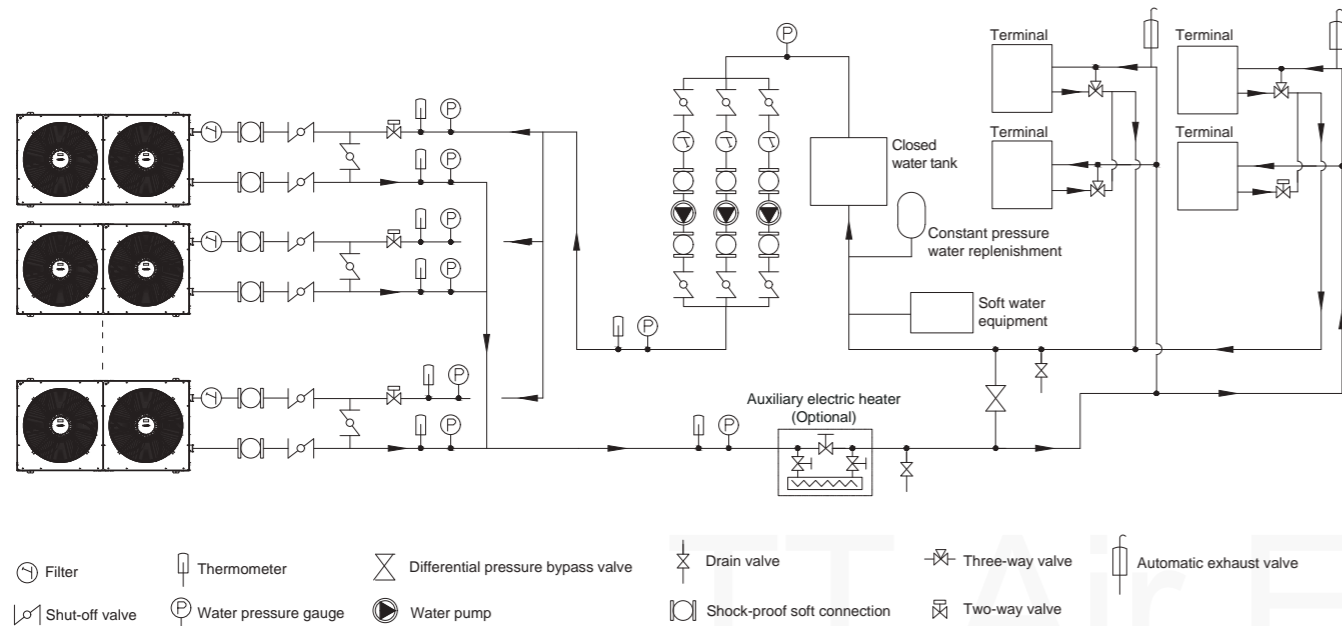 Terminal
Terminal
Terminal
Terminal
P
P
P
P
P
P
P
P
P
P
Closed
water tank
Constant pressure
water replenishment
Soft water
equipment
Auxiliary electric heater
(Optional)
Filter
Thermometer
Differential pressure bypass valve
Drain valve
Three-way valve
Automatic exhaust valve
Shut-off valve
P
Water pressure gauge
Water pump
Shock-proof soft connection
Two-way valve
TT Air